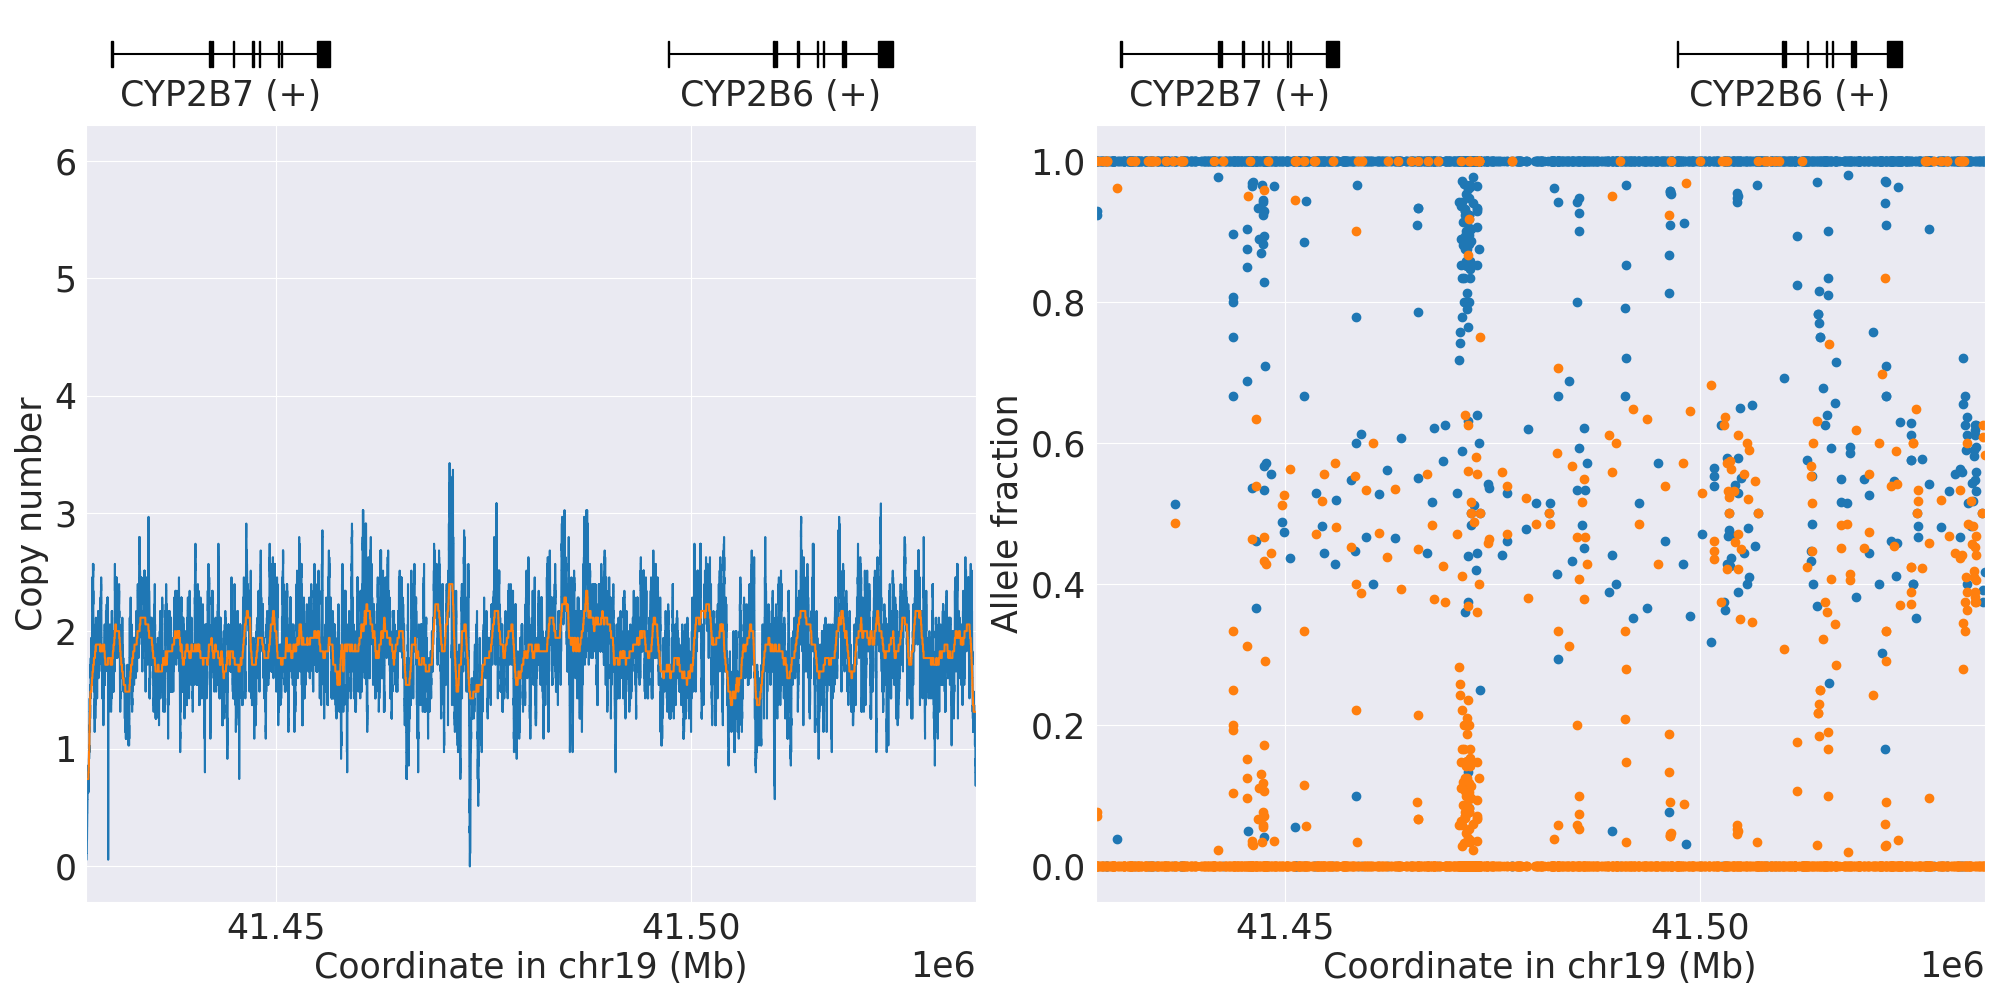 CYP2B7 (+) CYP2B6 (+)
6
5
4
3
2
1
0
Copy number
41.45 41.50
Coordinate in chr19 (Mb) 1e6
CYP2B7 (+) CYP2B6 (+)
1.0
0.8
0.6
0.4
0.2
0.0
Allele fraction
41.45 41.50
Coordinate in chr19 (Mb) 1e6